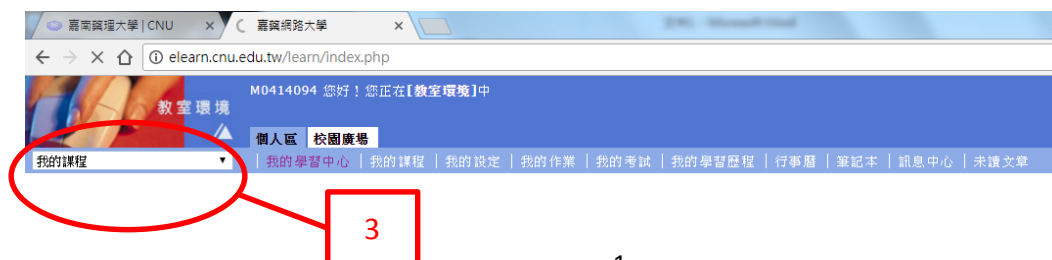 嘉南藥理大學 | CNU × 嘉藥網路大學 ×
elearn.cnu.edu.tw/learn/index.php
M0414094 您好！您正在[教室環境]中
教室環境
個人區 校園廣場
我的課程 | 我的學習中心 | 我的課程 | 我的設定 | 我的作業 | 我的考試 | 我的學習歷程 | 行事曆 | 筆記本 | 訊息中心 | 未讀文章
3